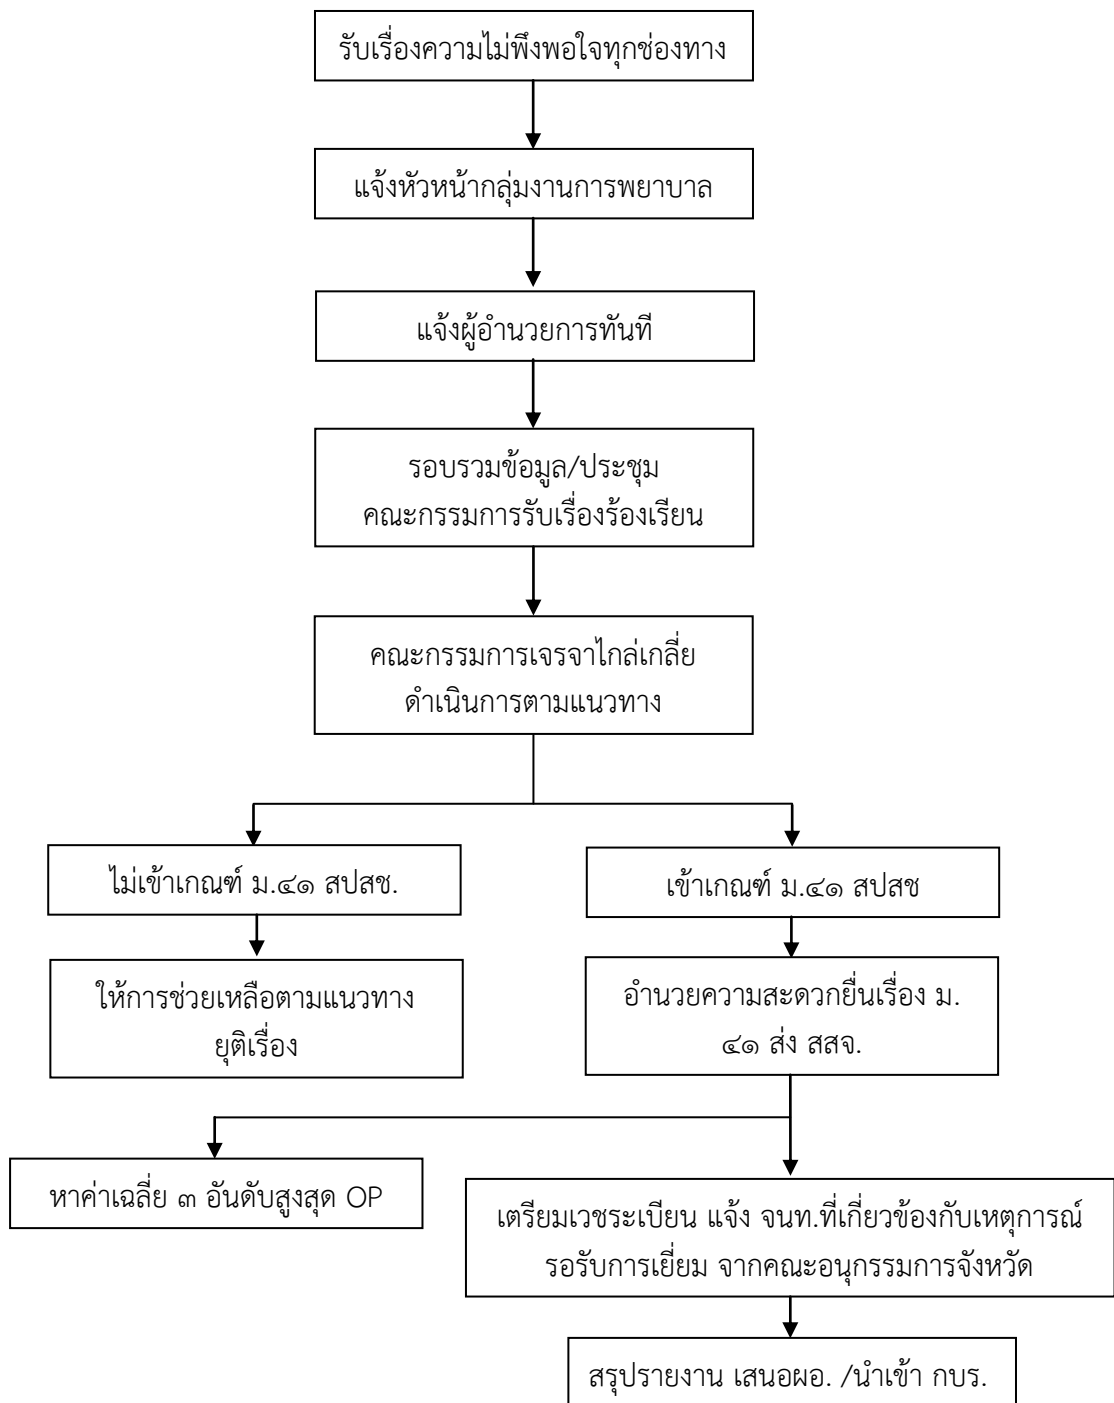 รับเรื่องความไม่พึงพอใจทุกช่องทาง
แจ้งหัวหน้ากลุ่มงานการพยาบาล
แจ้งผู้อำนวยการทันที
รอบรวมข้อมูล/ประชุม
คณะกรรมการรับเรื่องร้องเรียน
คณะกรรมการเจรจาไกล่เกลี่ย
ดำเนินการตามแนวทาง
ไม่เข้าเกณฑ์ ม.๔๑ สปสช.
เข้าเกณฑ์ ม.๔๑ สปสช
ให้การช่วยเหลือตามแนวทาง
ยุติเรื่อง
อำนวยความสะดวกยื่นเรื่อง ม.
๔๑ ส่ง สสจ.
หาค่าเฉลี่ย ๓ อันดับสูงสุด OP
เตรียมเวชระเบียน แจ้ง จนท.ที่เกี่ยวข้องกับเหตุการณ์
รอรับการเยี่ยม จากคณะอนุกรรมการจังหวัด
สรุปรายงาน เสนอผอ. /นำเข้า กบร.